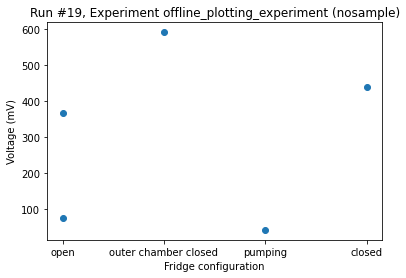 Run #19, Experiment offline_plotting_experiment (nosample)
600
500
400
300
200
100
Voltage (mV)
open outer chamber closed pumping closed
Fridge configuration